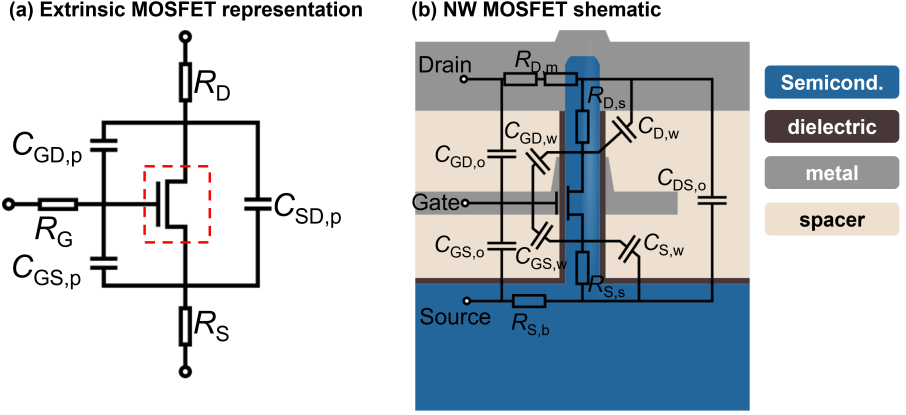 (a) Extrinsic MOSFET representation
R_D
C_GD,p
R_G
C_SD,p
C_GS,p
R_S
(b) NW MOSFET shematic
Drain
R_D,m
R_D,s
C_GD,w
C_D,w
C_GD,o
C_DS,o
Gate
C_GS,o
C_GS,w
C_S,w
R_S,s
Source
R_S,b
Semicond.
dielectric
metal
spacer